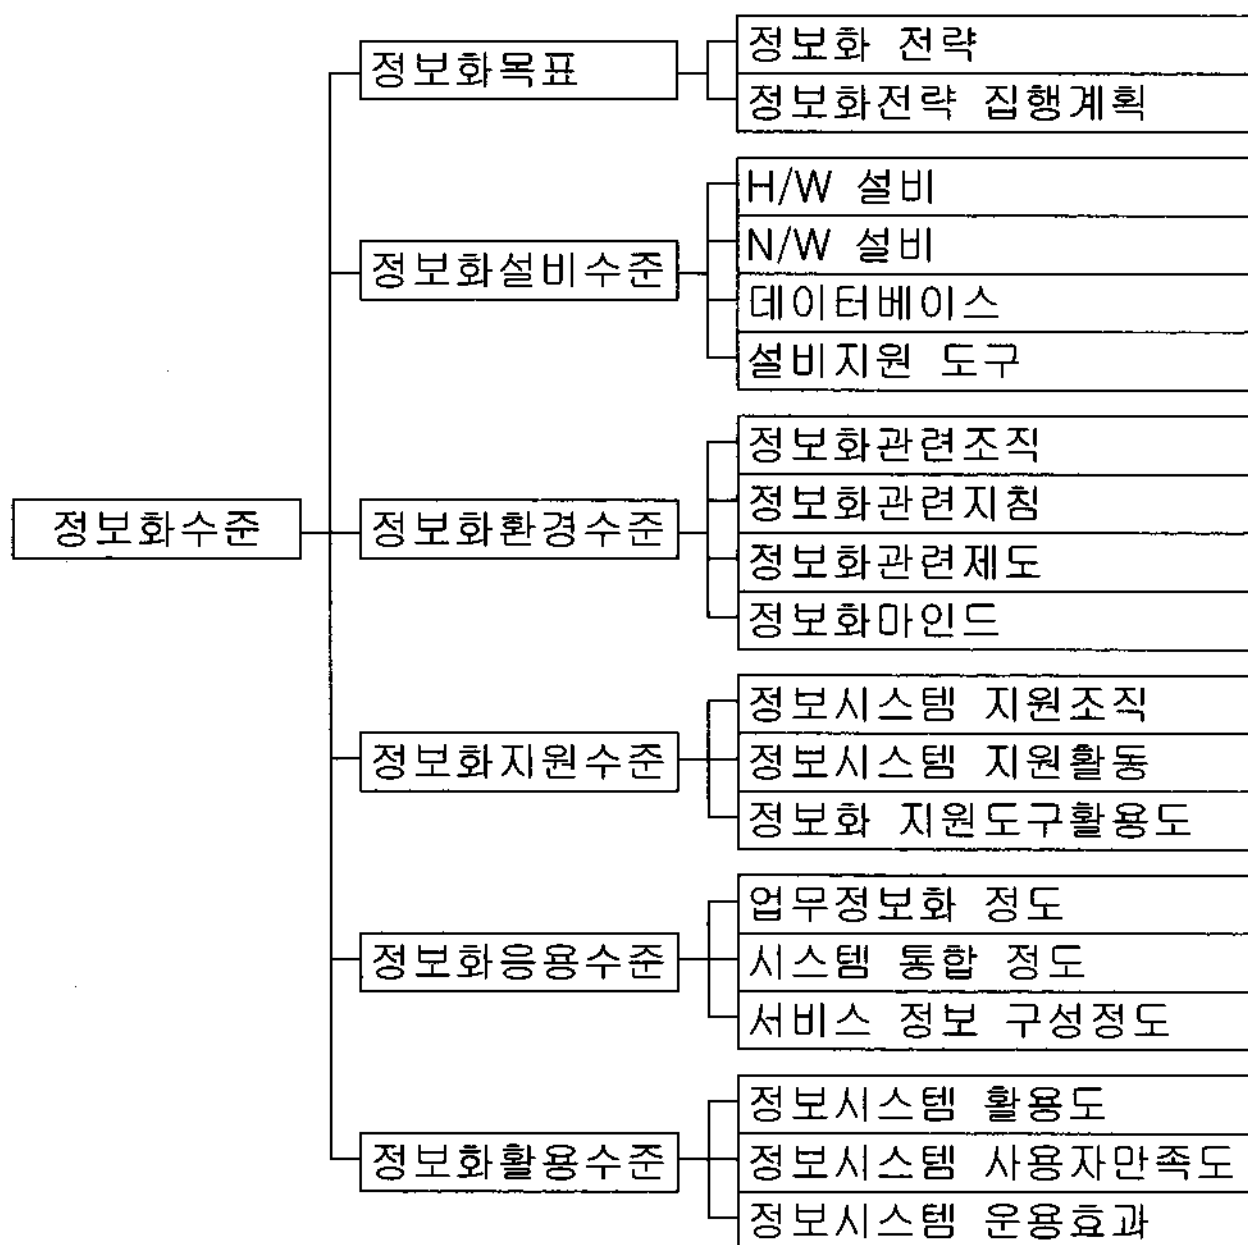 정보화수준
정보화목표
정보화 전략
정보화전략 집행계획
정보화설비수준
H/W 설비
N/W 설비
데이터베이스
설비지원 도구
정보화환경수준
정보화관련조직
정보화관련지침
정보화관련제도
정보화마인드
정보화지원수준
정보시스템 지원조직
정보시스템 지원활동
정보화 지원도구활용도
정보화응용수준
업무정보화 정도
시스템 통합 정도
서비스 정보 구성정도
정보화활용수준
정보시스템 활용도
정보시스템 사용자만족도
정보시스템 운용효과